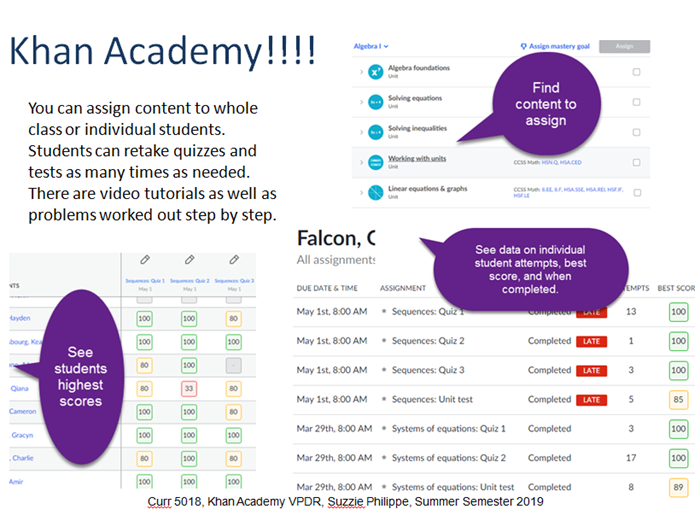 Khan Academy!!!!
You can assign content to whole
class or individual students.
Students can retake quizzes and
tests as many times as needed.
There are video tutorials as well as
problems worked out step by step.
Algebra I
Assign mastery goal
Assign
Algebra foundations
Unit
Solving equations
Unit
Solving inequalities
Unit
Working with units
Unit
CCSS Math: HSN.Q, HSA.CED
Linear equations & graphs
Unit
CCSS Math: 8.EE, 8.F, HSA.SSE, HSA.REI, HSF.IF,
HSF.LE
Find
content to
assign
Falcon,
All assignments
See data on individual
student attempts, best
score, and when
completed.
DUE DATE & TIME ASSIGNMENT TEMPTS BEST SCOR
May 1st, 8:00 AM Sequences: Quiz 1 Completed LATE 13 100
May 1st, 8:00 AM Sequences: Quiz 2 Completed LATE 1 100
May 1st, 8:00 AM Sequences: Quiz 3 Completed LATE 3 100
May 1st, 8:00 AM Sequences: Unit test Completed LATE 5 85
Mar 29th, 8:00 AM Systems of equations: Quiz 1 Completed 3 100
Mar 29th, 8:00 AM Systems of equations: Quiz 2 Completed 17 100
Mar 29th, 8:00 AM Systems of equations: Unit test Completed 8 89
Sequences: Quiz 1 Sequences: Quiz 2 Sequences: Quiz 3
NTS May 1 May 1 May 1
Hayden 100 100 80
sbourg, Kea 100 100 100
80 100 -
Qiana 80 33 80
Cameron 100 100 80
Gracyn 100 100 100
, Charlie 80 100 80
Amir 100 100 100
See
students
highest
scores
Curr 5018, Khan Academy VPDR, Suzzie Philippe, Summer Semester 2019